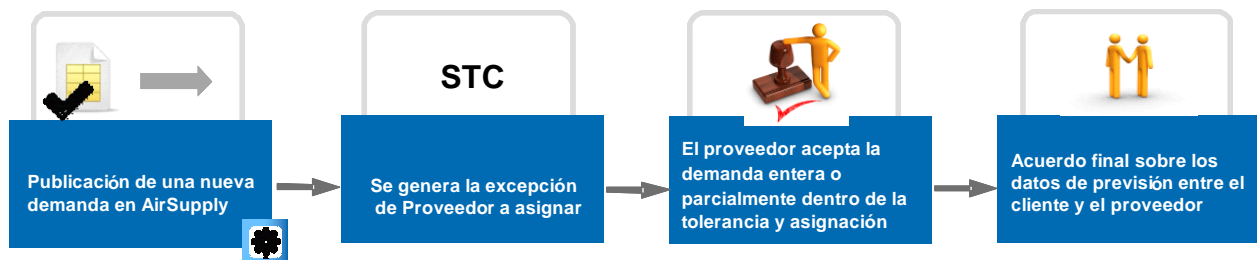 STC
Publicación de una nueva
demanda en AirSupply
Se genera la excepción
de Proveedor a asignar
El proveedor acepta la
demanda entera o
parcialmente dentro de la
tolerancia y asignación
Acuerdo final sobre los
datos de previsión entre el
cliente y el proveedor